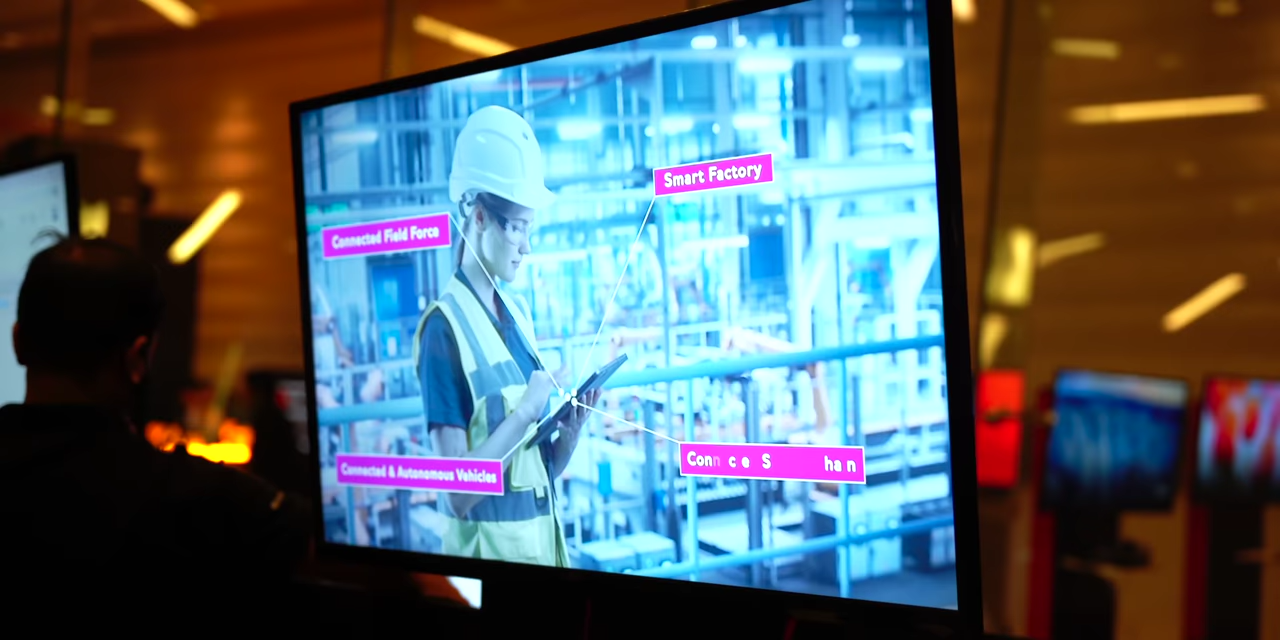 Smart Factory
Connected Field Force
Connected & Autonomous Vehicles